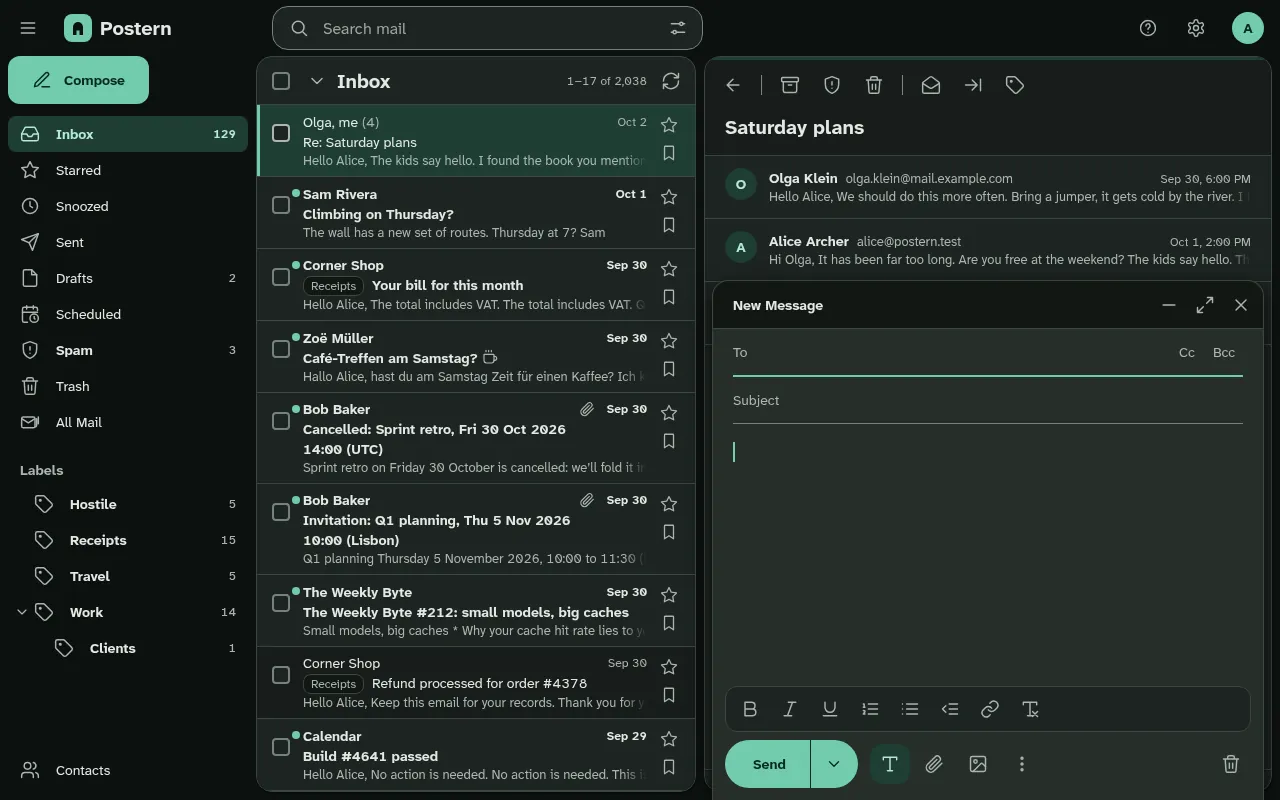 Postern
Search mail
A
Compose
Inbox 129
Starred
Snoozed
Sent
Drafts 2
Scheduled
Spam 3
Trash
All Mail
Labels
Hostile 5
Receipts 15
Travel 5
Work 14
Clients 1
Contacts
Inbox 1–17 of 2,038
Olga, me (4) Oct 2
Re: Saturday plans
Hello Alice, The kids say hello. I found the book you mention
Sam Rivera Oct 1
Climbing on Thursday?
The wall has a new set of routes. Thursday at 7? Sam
Corner Shop Sep 30
Receipts Your bill for this month
Hello Alice, The total includes VAT. The total includes VAT. G
Zoë Müller Sep 30
Café-Treffen am Samstag?
Hallo Alice, hast du am Samstag Zeit für einen Kaffee? Ich k
Bob Baker Sep 30
Cancelled: Sprint retro, Fri 30 Oct 2026
14:00 (UTC)
Sprint retro on Friday 30 October is cancelled: we'll fold it in
Bob Baker Sep 30
Invitation: Q1 planning, Thu 5 Nov 2026
10:00 (Lisbon)
Q1 planning Thursday 5 November 2026, 10:00 to 11:30 (
The Weekly Byte Sep 30
The Weekly Byte #212: small models, big caches
Small models, big caches * Why your cache hit rate lies to yo
Corner Shop Sep 30
Receipts Refund processed for order #4378
Hello Alice, Keep this email for your records. Thank you for y
Calendar Sep 29
Build #4641 passed
Hello Alice, No action is needed. No action is needed. This i
Saturday plans
O
Olga Klein olga.klein@mail.example.com Sep 30, 6:00 PM
Hello Alice, We should do this more often. Bring a jumper, it gets cold by the river. I
A
Alice Archer alice@postern.test Oct 1, 2:00 PM
Hi Olga, It has been far too long. Are you free at the weekend? The kids say hello. Th
New Message
To Cc Bcc
Subject
Send